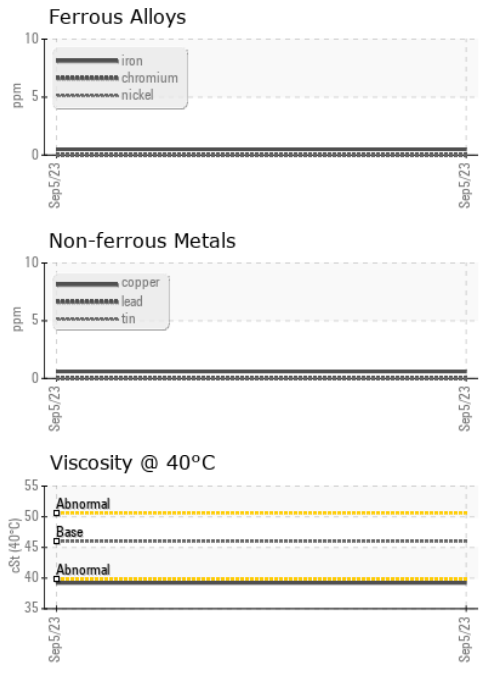 Ferrous Alloys
10
5
0
ppm
iron
chromium
nickel
Sep5/23 Sep5/23
Non-ferrous Metals
10
5
0
ppm
copper
lead
tin
Sep5/23 Sep5/23
Viscosity @ 40°C
55
50
45
40
35
cSt (40°C)
Abnormal
Base
Abnormal
Sep5/23 Sep5/23